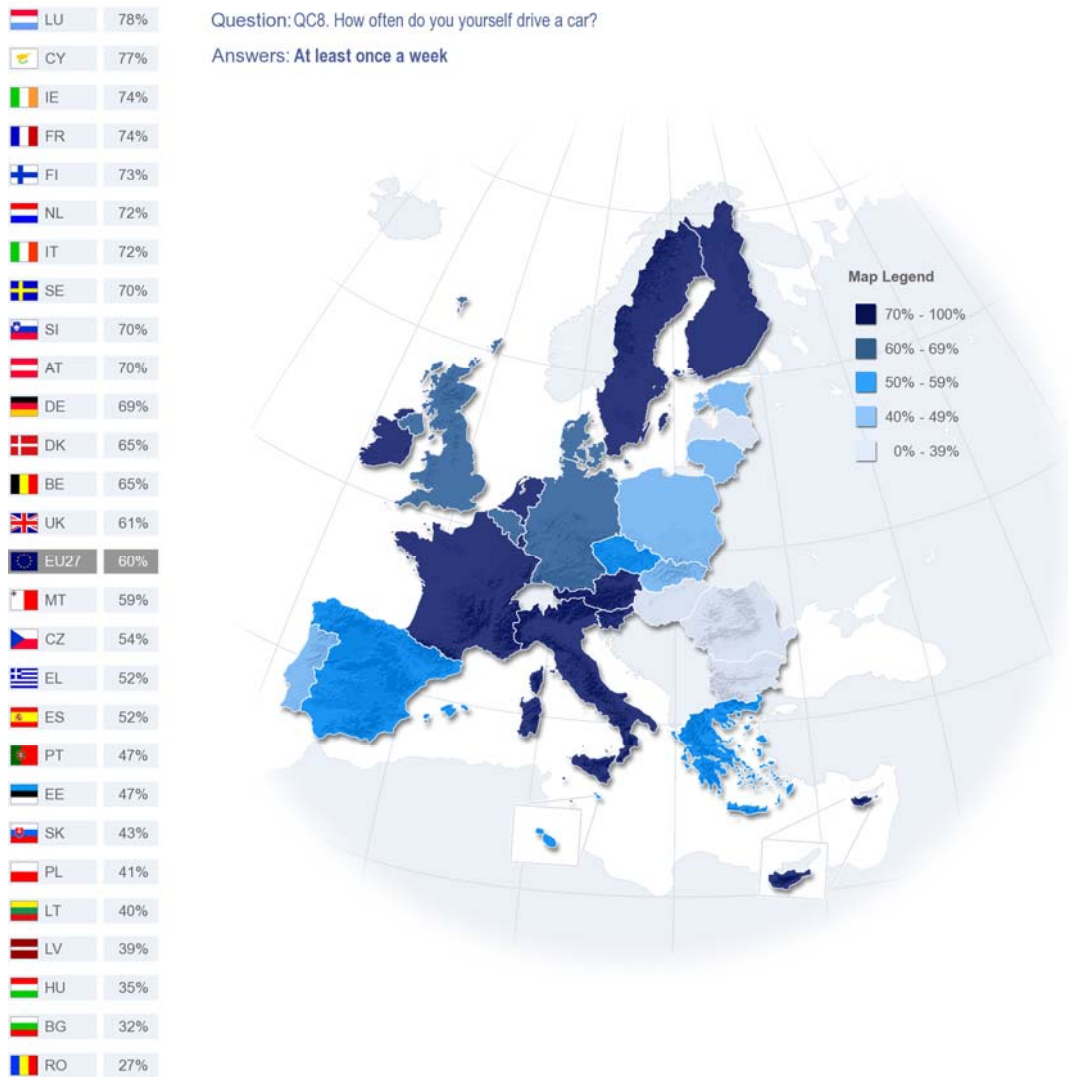 Question: QC8. How often do you yourself drive a car?
Answers: At least once a week
LU 78%
CY 77%
IE 74%
FR 74%
FI 73%
NL 72%
IT 72%
SE 70%
SI 70%
AT 70%
DE 69%
DK 65%
BE 65%
UK 61%
EU27 60%
MT 59%
CZ 54%
EL 52%
ES 52%
PT 47%
EE 47%
SK 43%
PL 41%
LT 40%
LV 39%
HU 35%
BG 32%
RO 27%
Map Legend
70% - 100%
60% - 69%
50% - 59%
40% - 49%
0% - 39%